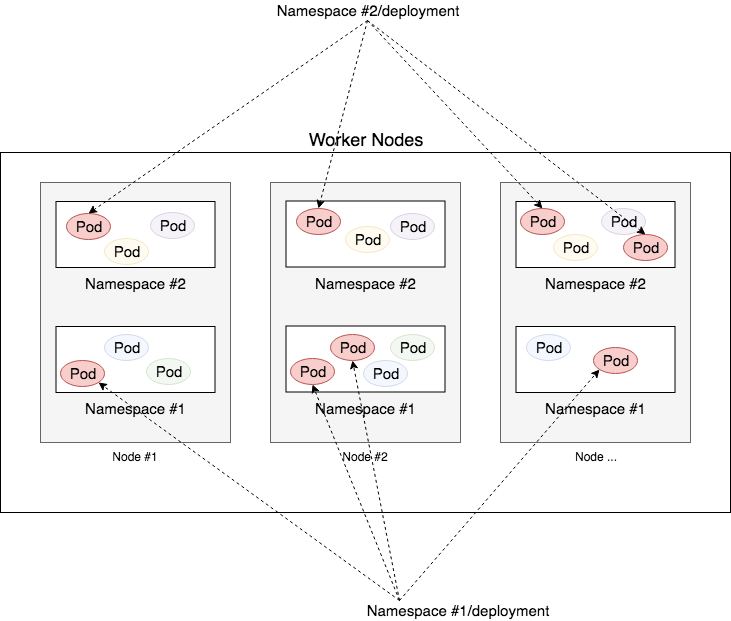 Namespace #2/deployment
Worker Nodes
Pod
Pod
Pod
Namespace #2
Pod
Pod
Pod
Namespace #1
Node #1
Pod
Pod
Pod
Namespace #2
Pod
Pod
Pod
Pod
Namespace #1
Node #2
Pod
Pod
Pod
Pod
Namespace #2
Pod
Pod
Namespace #1
Node ...
Namespace #1/deployment